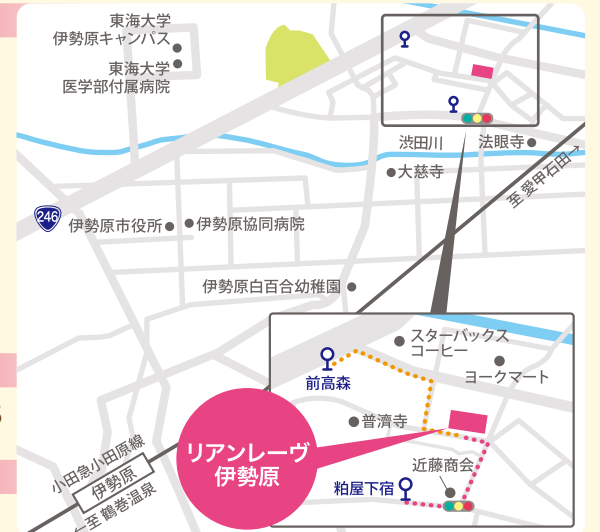 東海大学
伊勢原キャンパス
東海大学
医学部付属病院
渋田川
法眼寺
大慈寺
至 愛甲石田→
246
伊勢原市役所
伊勢原協同病院
伊勢原白百合幼稚園
スターバックス
コーヒー
ヨークマート
前高森
普濟寺
リアンレーヴ
伊勢原
近藤商会
粕屋下宿
小田急小田原線
伊勢原
←至 鶴巻温泉